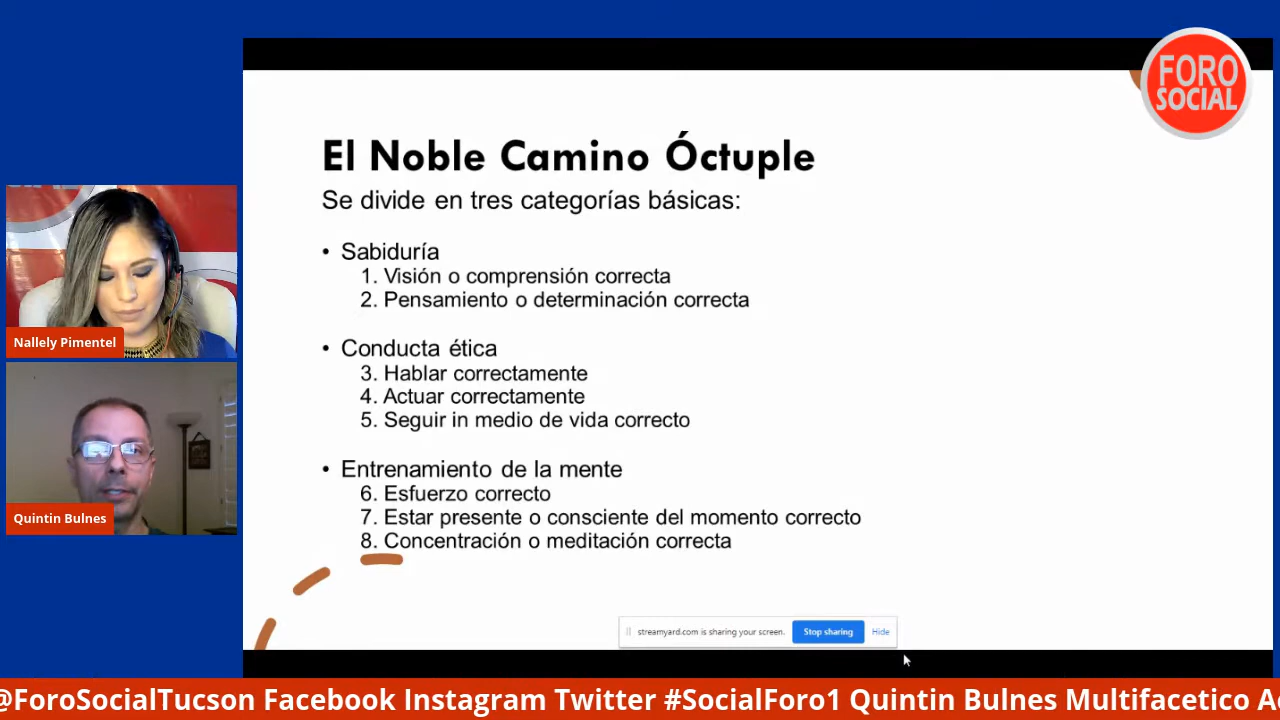 FORO
SOCIAL
El Noble Camino Óctuple
Se divide en tres categorías básicas:
• Sabiduría
1. Visión o comprensión correcta
2. Pensamiento o determinación correcta
• Conducta ética
3. Hablar correctamente
4. Actuar correctamente
5. Seguir in medio de vida correcto
• Entrenamiento de la mente
6. Esfuerzo correcto
7. Estar presente o consciente del momento correcto
8. Concentración o meditación correcta
Nallely Pimentel
Quintin Bulnes
streamyard.com is sharing your screen.
Stop sharing
Hide
@ForoSocialTucson Facebook Instagram Twitter #SocialForo1 Quintin Bulnes Multifacetico